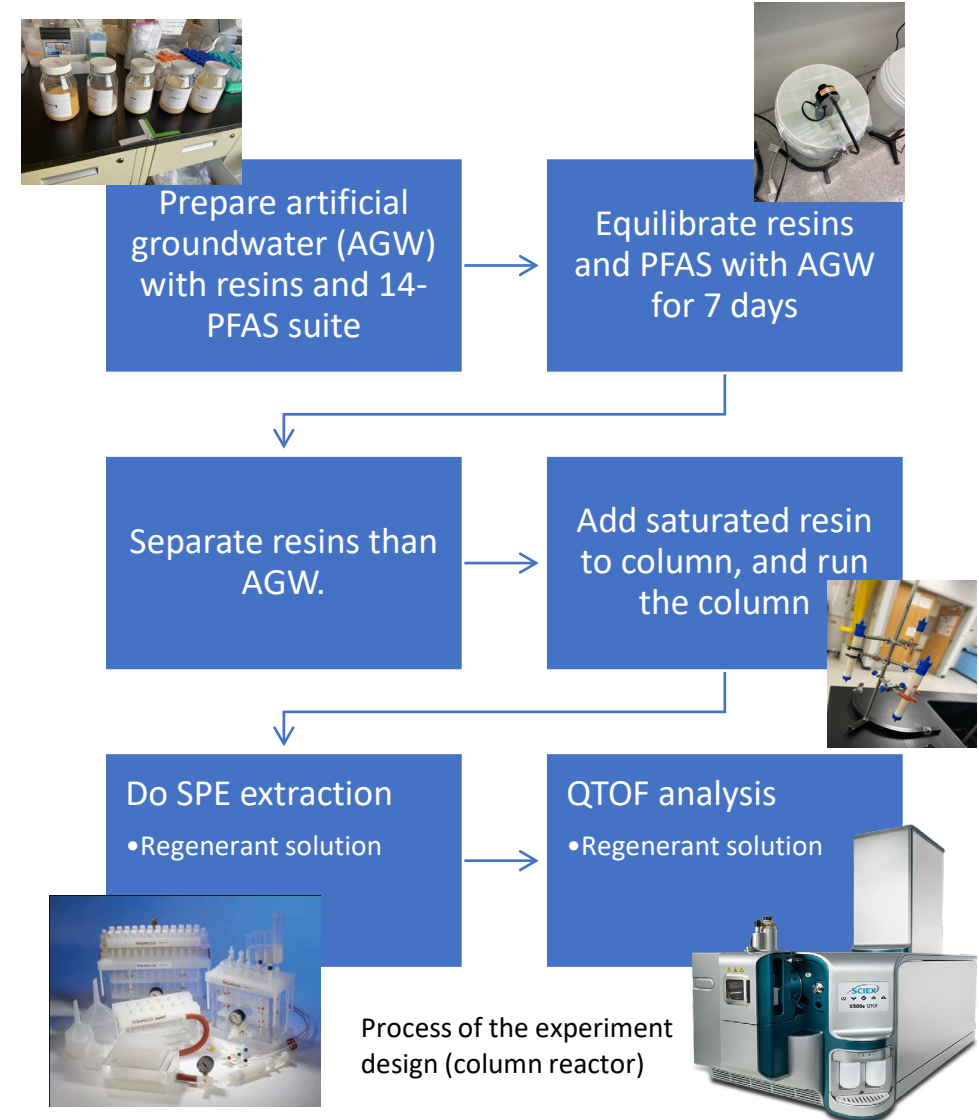 Prepare artificial
groundwater (AGW)
with resins and 14-
PFAS suite
Equilibrate resins
and PFAS with AGW
for 7 days
Separate resins than
AGW.
Add saturated resin
to column, and run
the column
Do SPE extraction
•Regenerant solution
QTOF analysis
•Regenerant solution
SCIEX
X500R QTOF
Process of the experiment
design (column reactor)